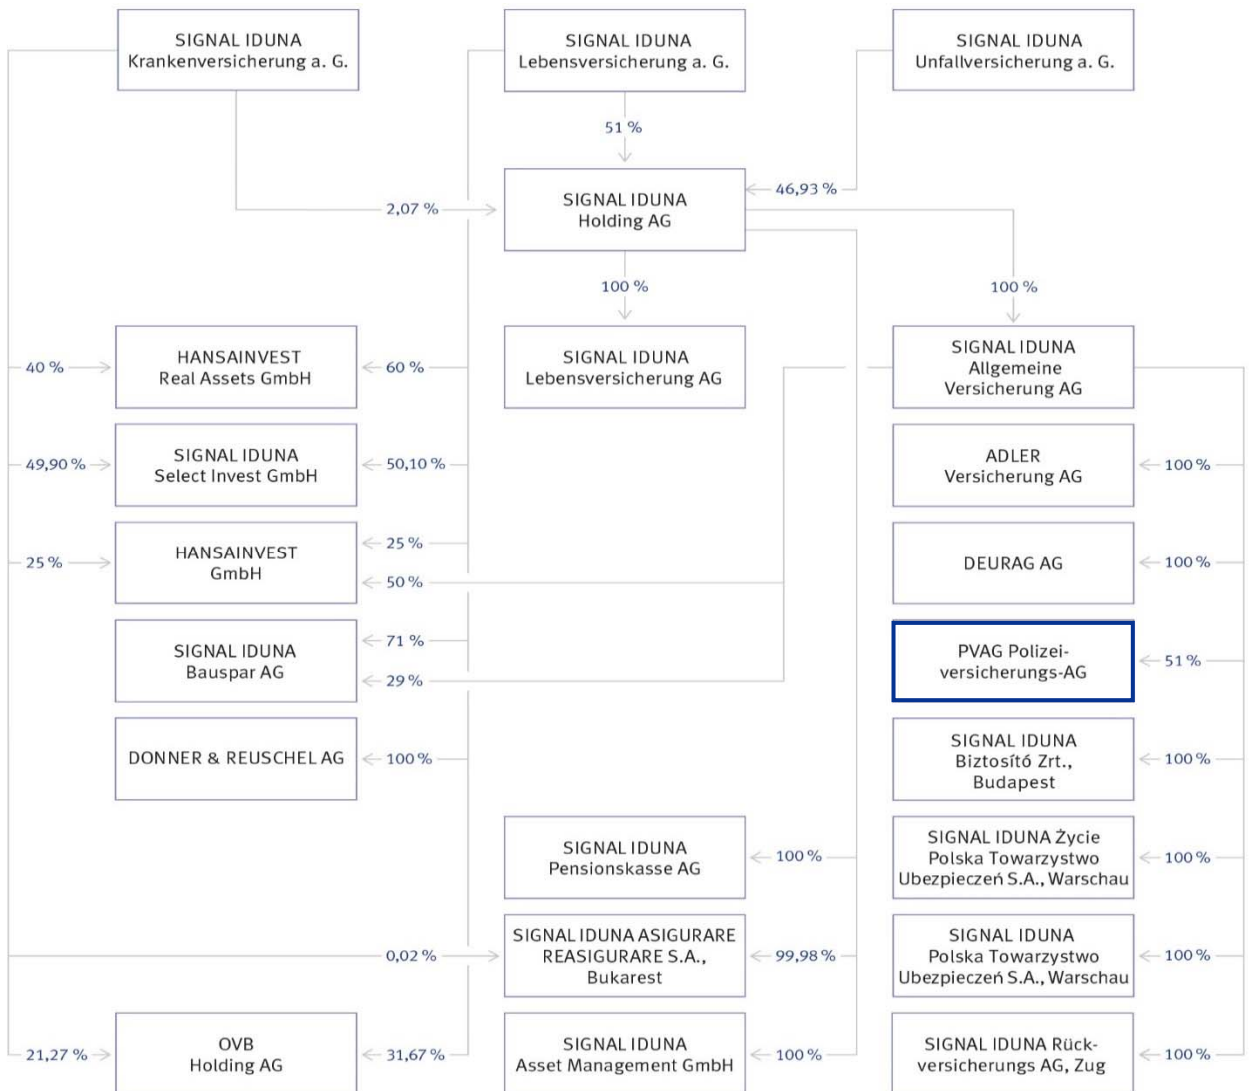 SIGNAL IDUNA
Krankenversicherung a. G.
SIGNAL IDUNA
Lebensversicherung a. G.
SIGNAL IDUNA
Unfallversicherung a. G.
51 %
2,07 %
SIGNAL IDUNA
Holding AG
46,93 %
100 %
100 %
40 %
HANSAINVEST
Real Assets GmbH
60 %
SIGNAL IDUNA
Lebensversicherung AG
SIGNAL IDUNA
Allgemeine
Versicherung AG
49,90 %
SIGNAL IDUNA
Select Invest GmbH
50,10 %
ADLER
Versicherung AG
100 %
25 %
HANSAINVEST
GmbH
25 %
50 %
DEURAG AG
100 %
SIGNAL IDUNA
Bauspar AG
71 %
29 %
PVAG Polizei-
versicherungs-AG
51 %
DONNER & REUSCHEL AG
100 %
SIGNAL IDUNA
Biztosító Zrt.,
Budapest
100 %
SIGNAL IDUNA
Pensionskasse AG
100 %
SIGNAL IDUNA Życie
Polska Towarzystwo
Ubezpieczeń S.A., Warschau
100 %
0,02 %
SIGNAL IDUNA ASIGURARE
REASIGURARE S.A.,
Bukarest
99,98 %
SIGNAL IDUNA
Polska Towarzystwo
Ubezpieczeń S.A., Warschau
100 %
21,27 %
OVB
Holding AG
31,67 %
SIGNAL IDUNA
Asset Management GmbH
100 %
SIGNAL IDUNA Rück-
versicherungs AG, Zug
100 %